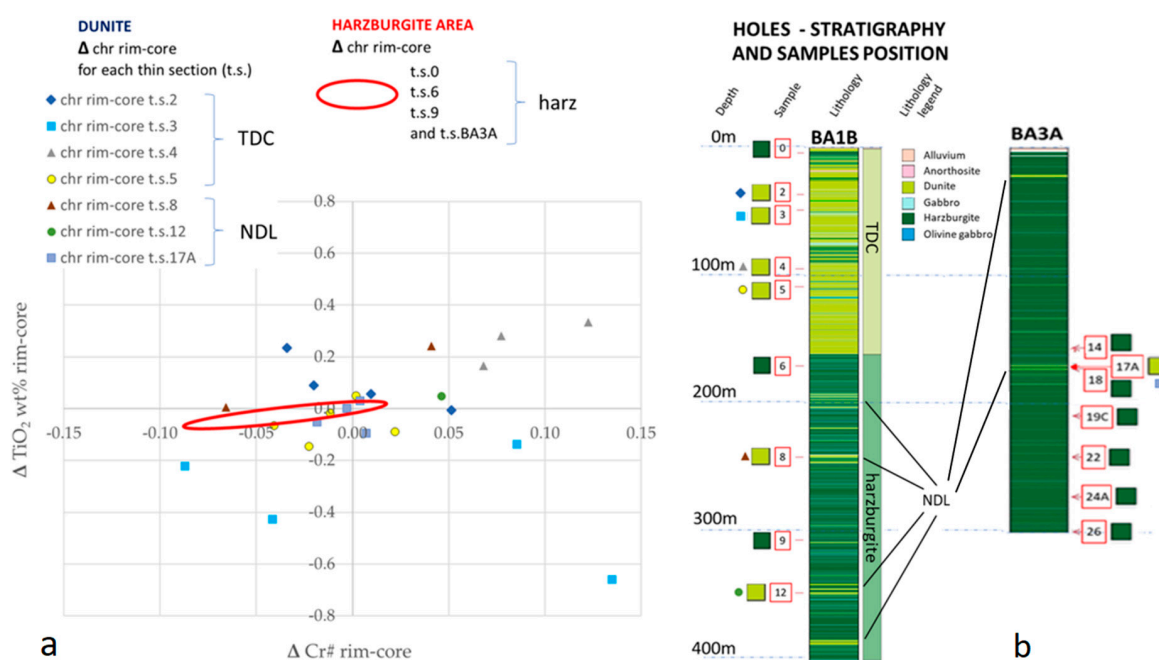 DUNITE
Δ chr rim-core
for each thin section (t.s.)
chr rim-core t.s.2
chr rim-core t.s.3
chr rim-core t.s.4
chr rim-core t.s.5
TDC
chr rim-core t.s.8
chr rim-core t.s.12
chr rim-core t.s.17A
NDL
HARZBURGITE AREA
Δ chr rim-core
t.s.0
t.s.6
t.s.9
and t.s.BA3A
harz
0.8
0.6
0.4
0.2
0.0
-0.2
-0.4
-0.6
-0.8
-0.15
-0.10
-0.05
0.00
0.05
0.10
0.15
Δ TiO₂ wt% rim-core
Δ Cr# rim-core
a
HOLES - STRATIGRAPHY
AND SAMPLES POSITION
Depth
Sample
Lithology
Lithology
legend
BA1B
BA3A
0m
100m
200m
300m
400m
0
2
3
4
5
6
8
9
12
TDC
harzburgite
Alluvium
Anorthosite
Dunite
Gabbro
Harzburgite
Olivine gabbro
NDL
14
17A
18
19C
22
24A
26
b